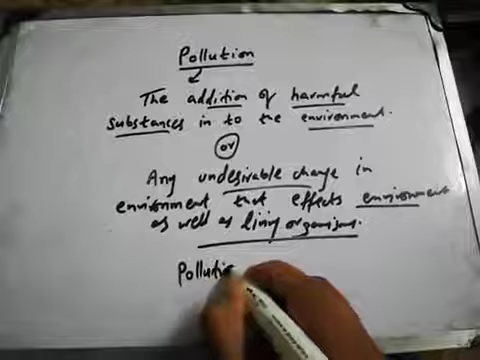 Pollution
The addition of harmful
substances in to the environment.
or
Any undesirable change in
environment that effects environment
as well as living organisms.
Pollutio